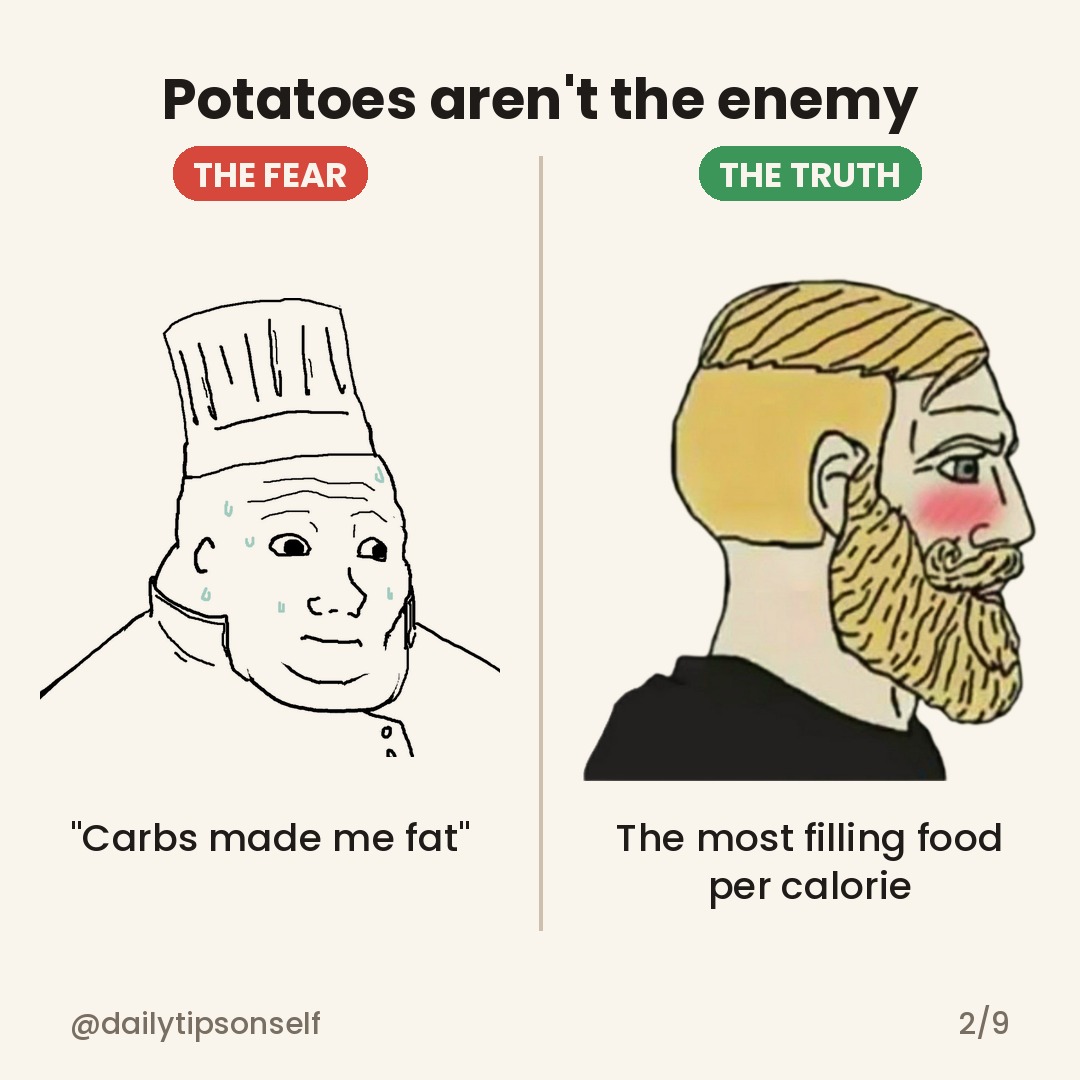 Potatoes aren't the enemy
THE FEAR
THE TRUTH
"Carbs made me fat"
The most filling food
per calorie
@dailytipsonself
2/9